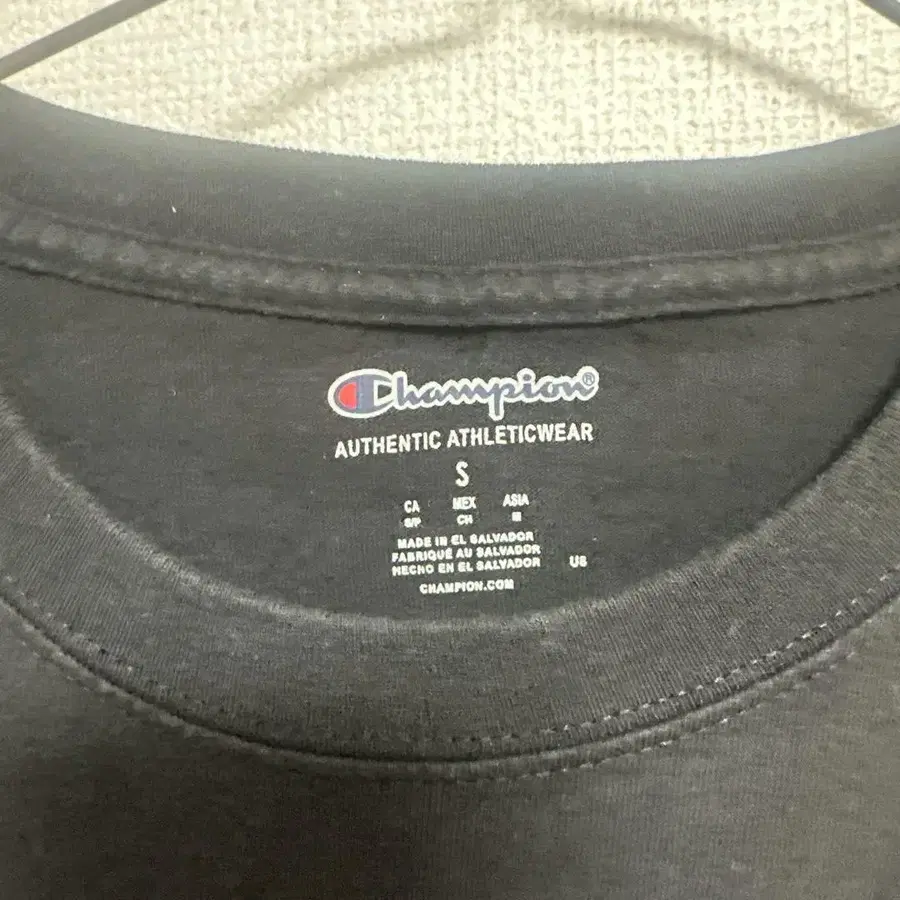 Champion®
AUTHENTIC ATHLETICWEAR
S
CA MEX ASIA
S/P CH M
MADE IN EL SALVADOR
FABRIQUÉ AU SALVADOR
HECHO EN EL SALVADOR US
CHAMPION.COM